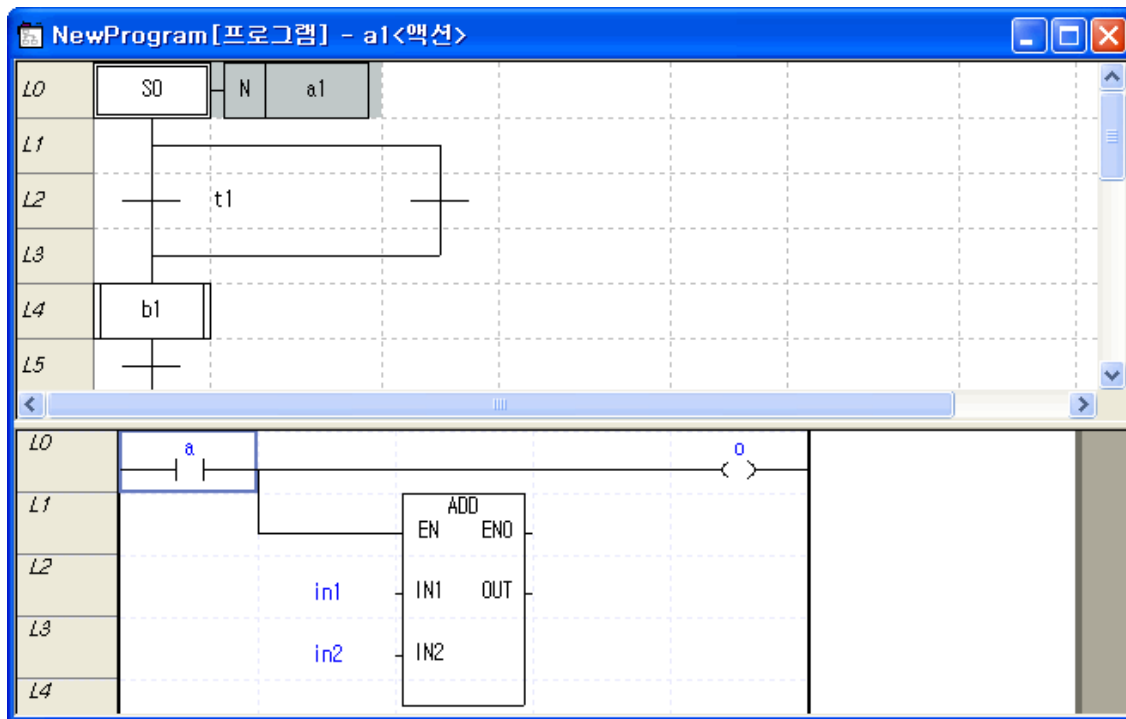 NewProgram[프로그램] - a1<액션>
L0 S0 N a1
L1
L2 t1
L3
L4 b1
L5
L0 a o
L1 ADD
EN ENO
L2 in1 IN1 OUT
L3 in2 IN2
L4